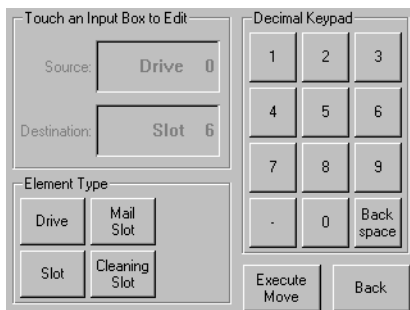 Touch an Input Box to Edit
Source: Drive 0
Destination: Slot 6
Element Type
Drive
Mail
Slot
Slot
Cleaning
Slot
Decimal Keypad
1 2 3
4 5 6
7 8 9
. 0 Back
space
Execute
Move
Back